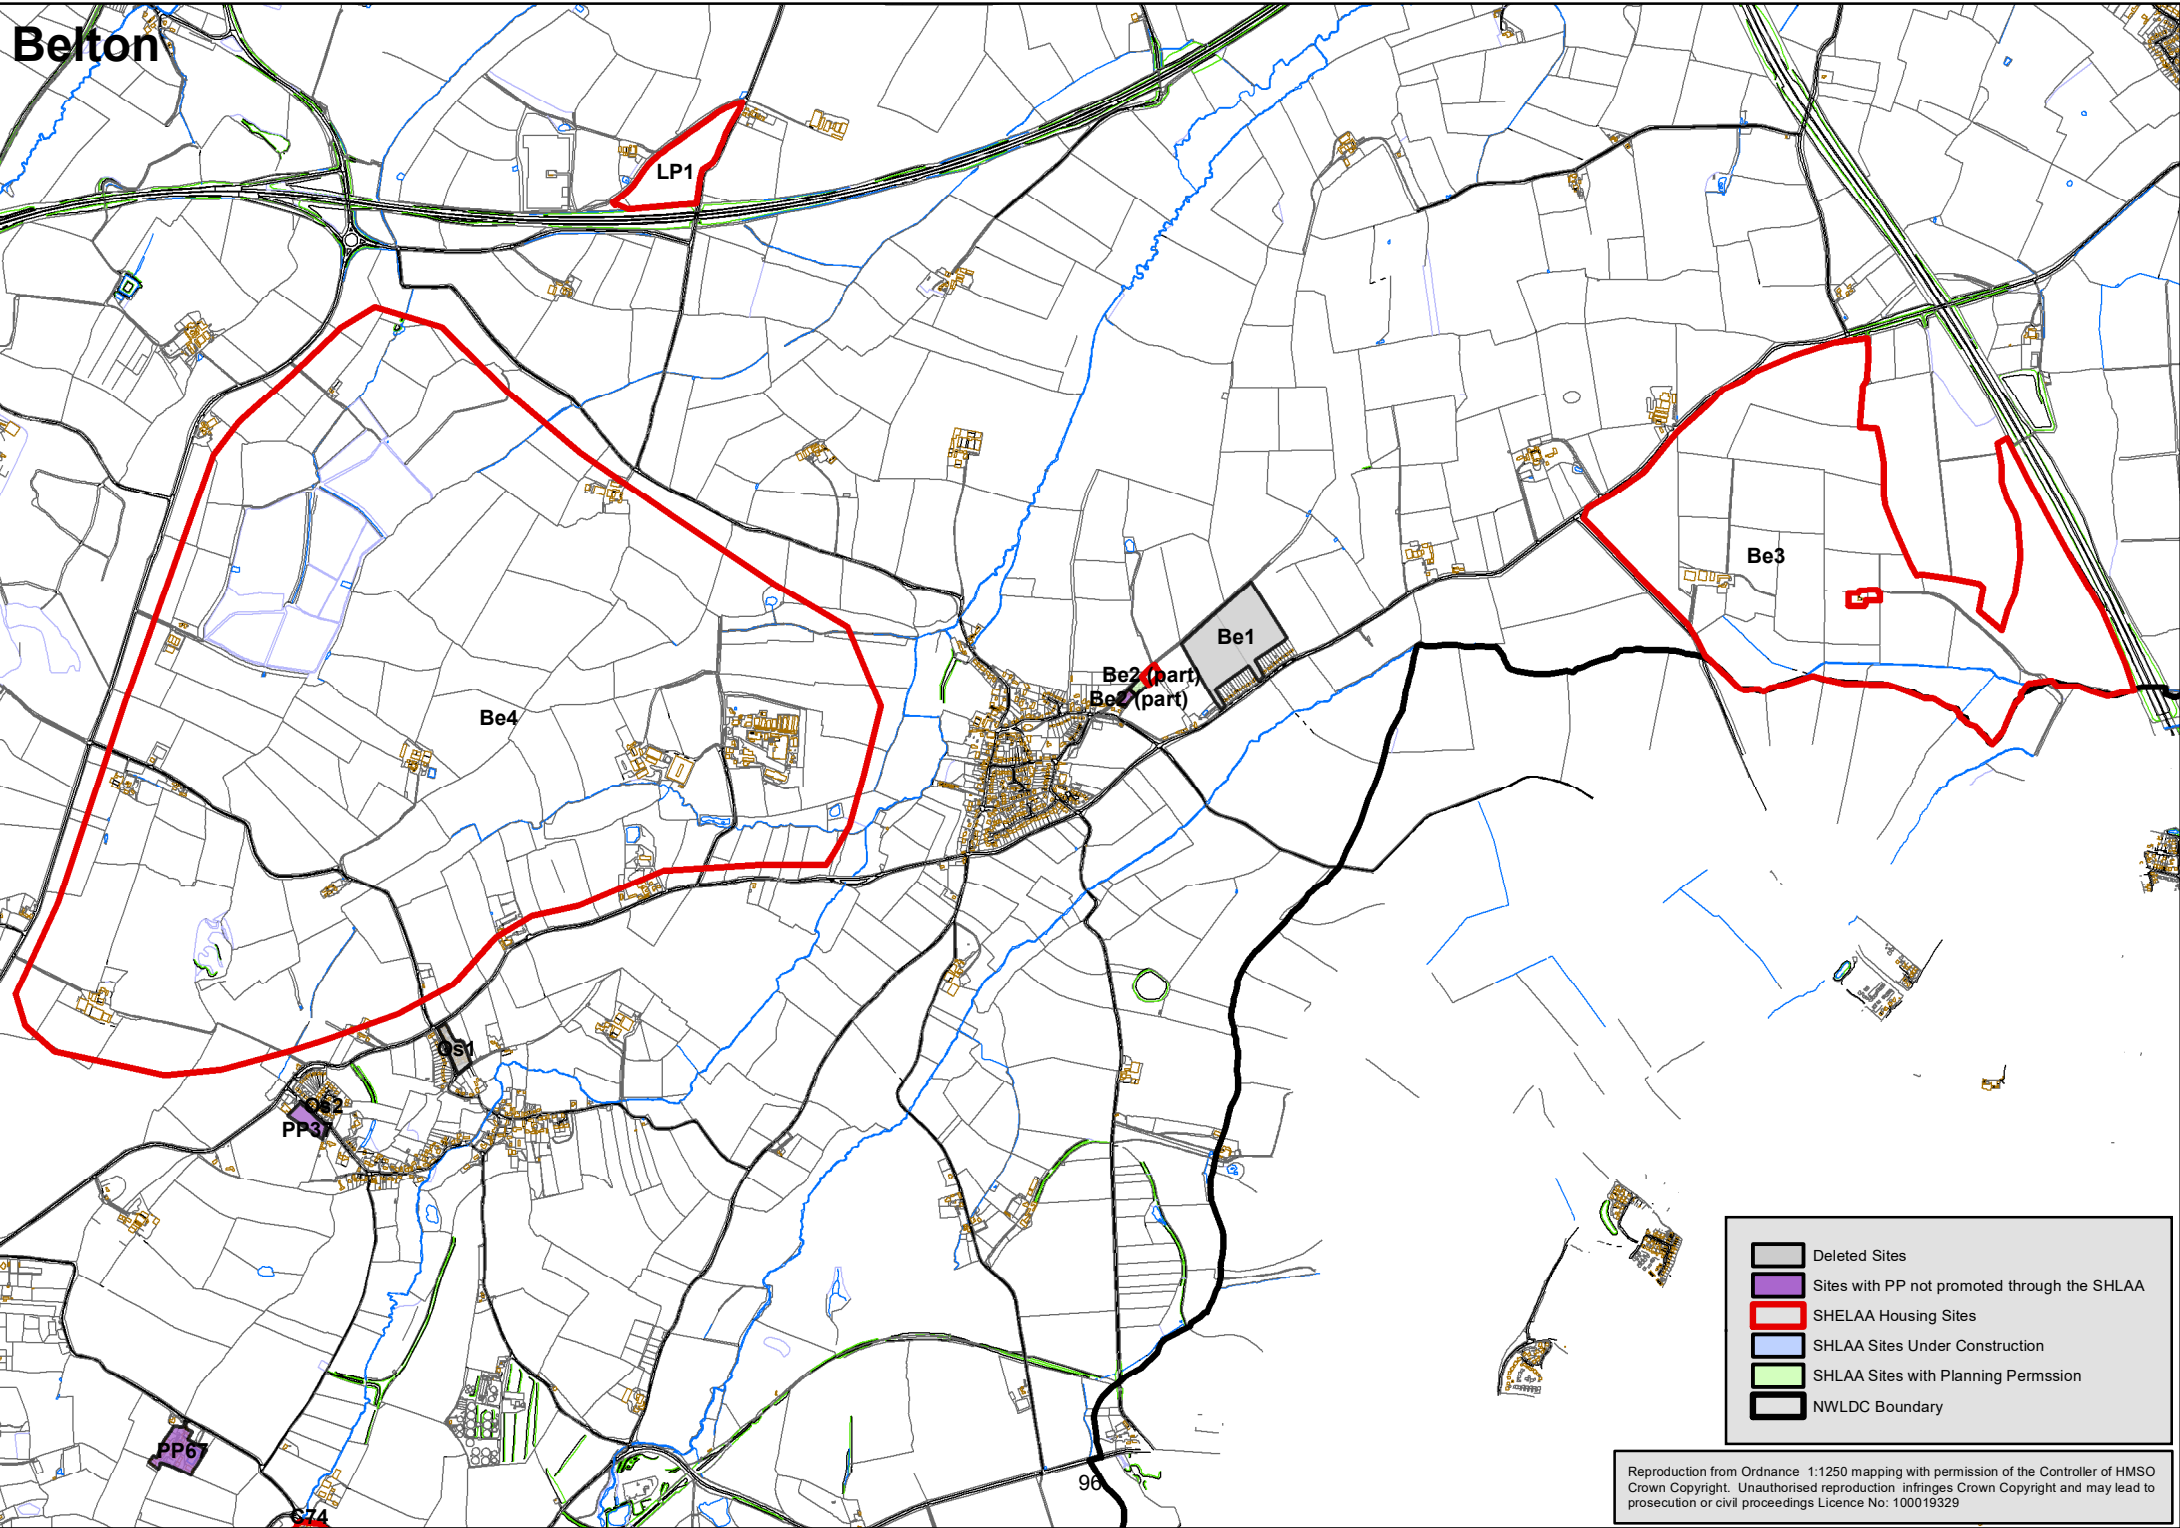 Belton
LP1
Be3
Be1
Be2 (part)
Be2 (part)
Be4
Os1
Os2
PP37
PP67
C74
96
Deleted Sites
Sites with PP not promoted through the SHLAA
SHELAA Housing Sites
SHLAA Sites Under Construction
SHLAA Sites with Planning Permssion
NWLDC Boundary
Reproduction from Ordnance 1:1250 mapping with permission of the Controller of HMSO
Crown Copyright. Unauthorised reproduction infringes Crown Copyright and may lead to
prosecution or civil proceedings Licence No: 100019329